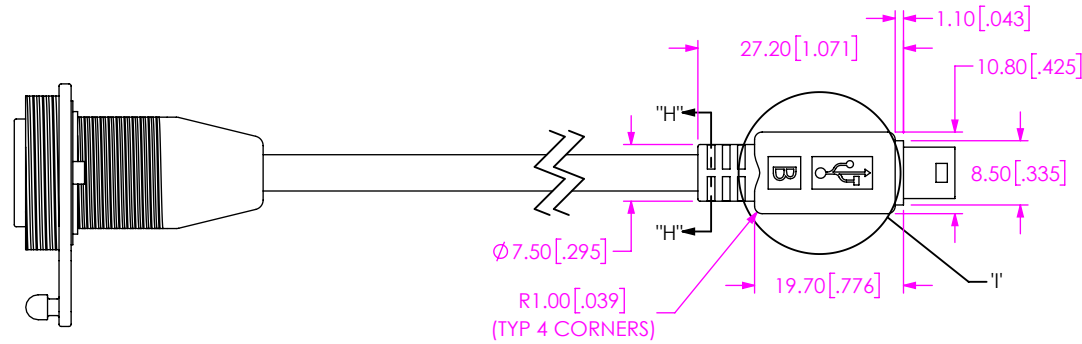 1.10[.043]
27.20[1.071]
10.80[.425]
"H"
B
8.50[.335]
"H"
Ø7.50[.295]
19.70[.776]
'I'
R1.00[.039]
(TYP 4 CORNERS)